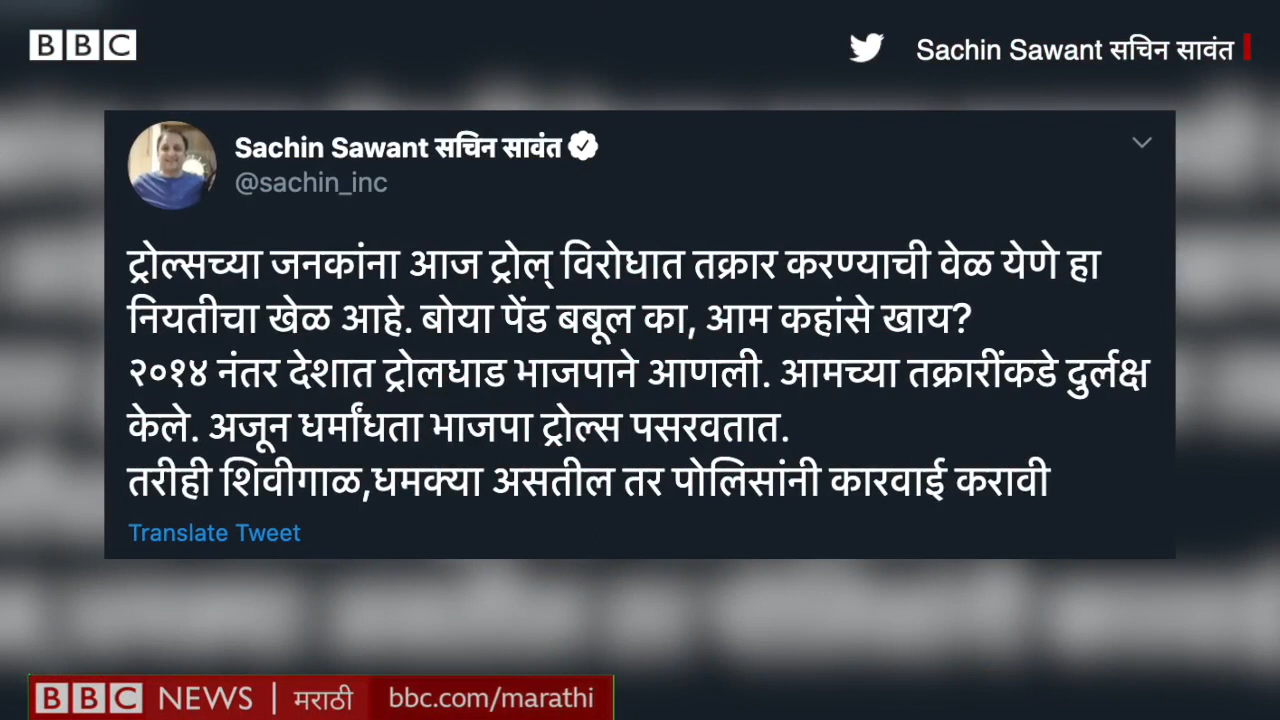 BBC
Sachin Sawant सचिन सावंत
Sachin Sawant सचिन सावंत
@sachin_inc
ट्रोल्सच्या जनकांना आज ट्रोल् विरोधात तक्रार करण्याची वेळ येणे हा
नियतीचा खेळ आहे. बोया पेंड बबूल का, आम कहांसे खाय?
२०१४ नंतर देशात ट्रोलधाड भाजपाने आणली. आमच्या तक्रारींकडे दुर्लक्ष
केले. अजून धर्मांधता भाजपा ट्रोल्स पसरवतात.
तरीही शिवीगाळ,धमक्या असतील तर पोलिसांनी कारवाई करावी
Translate Tweet
BBC NEWS | मराठी bbc.com/marathi